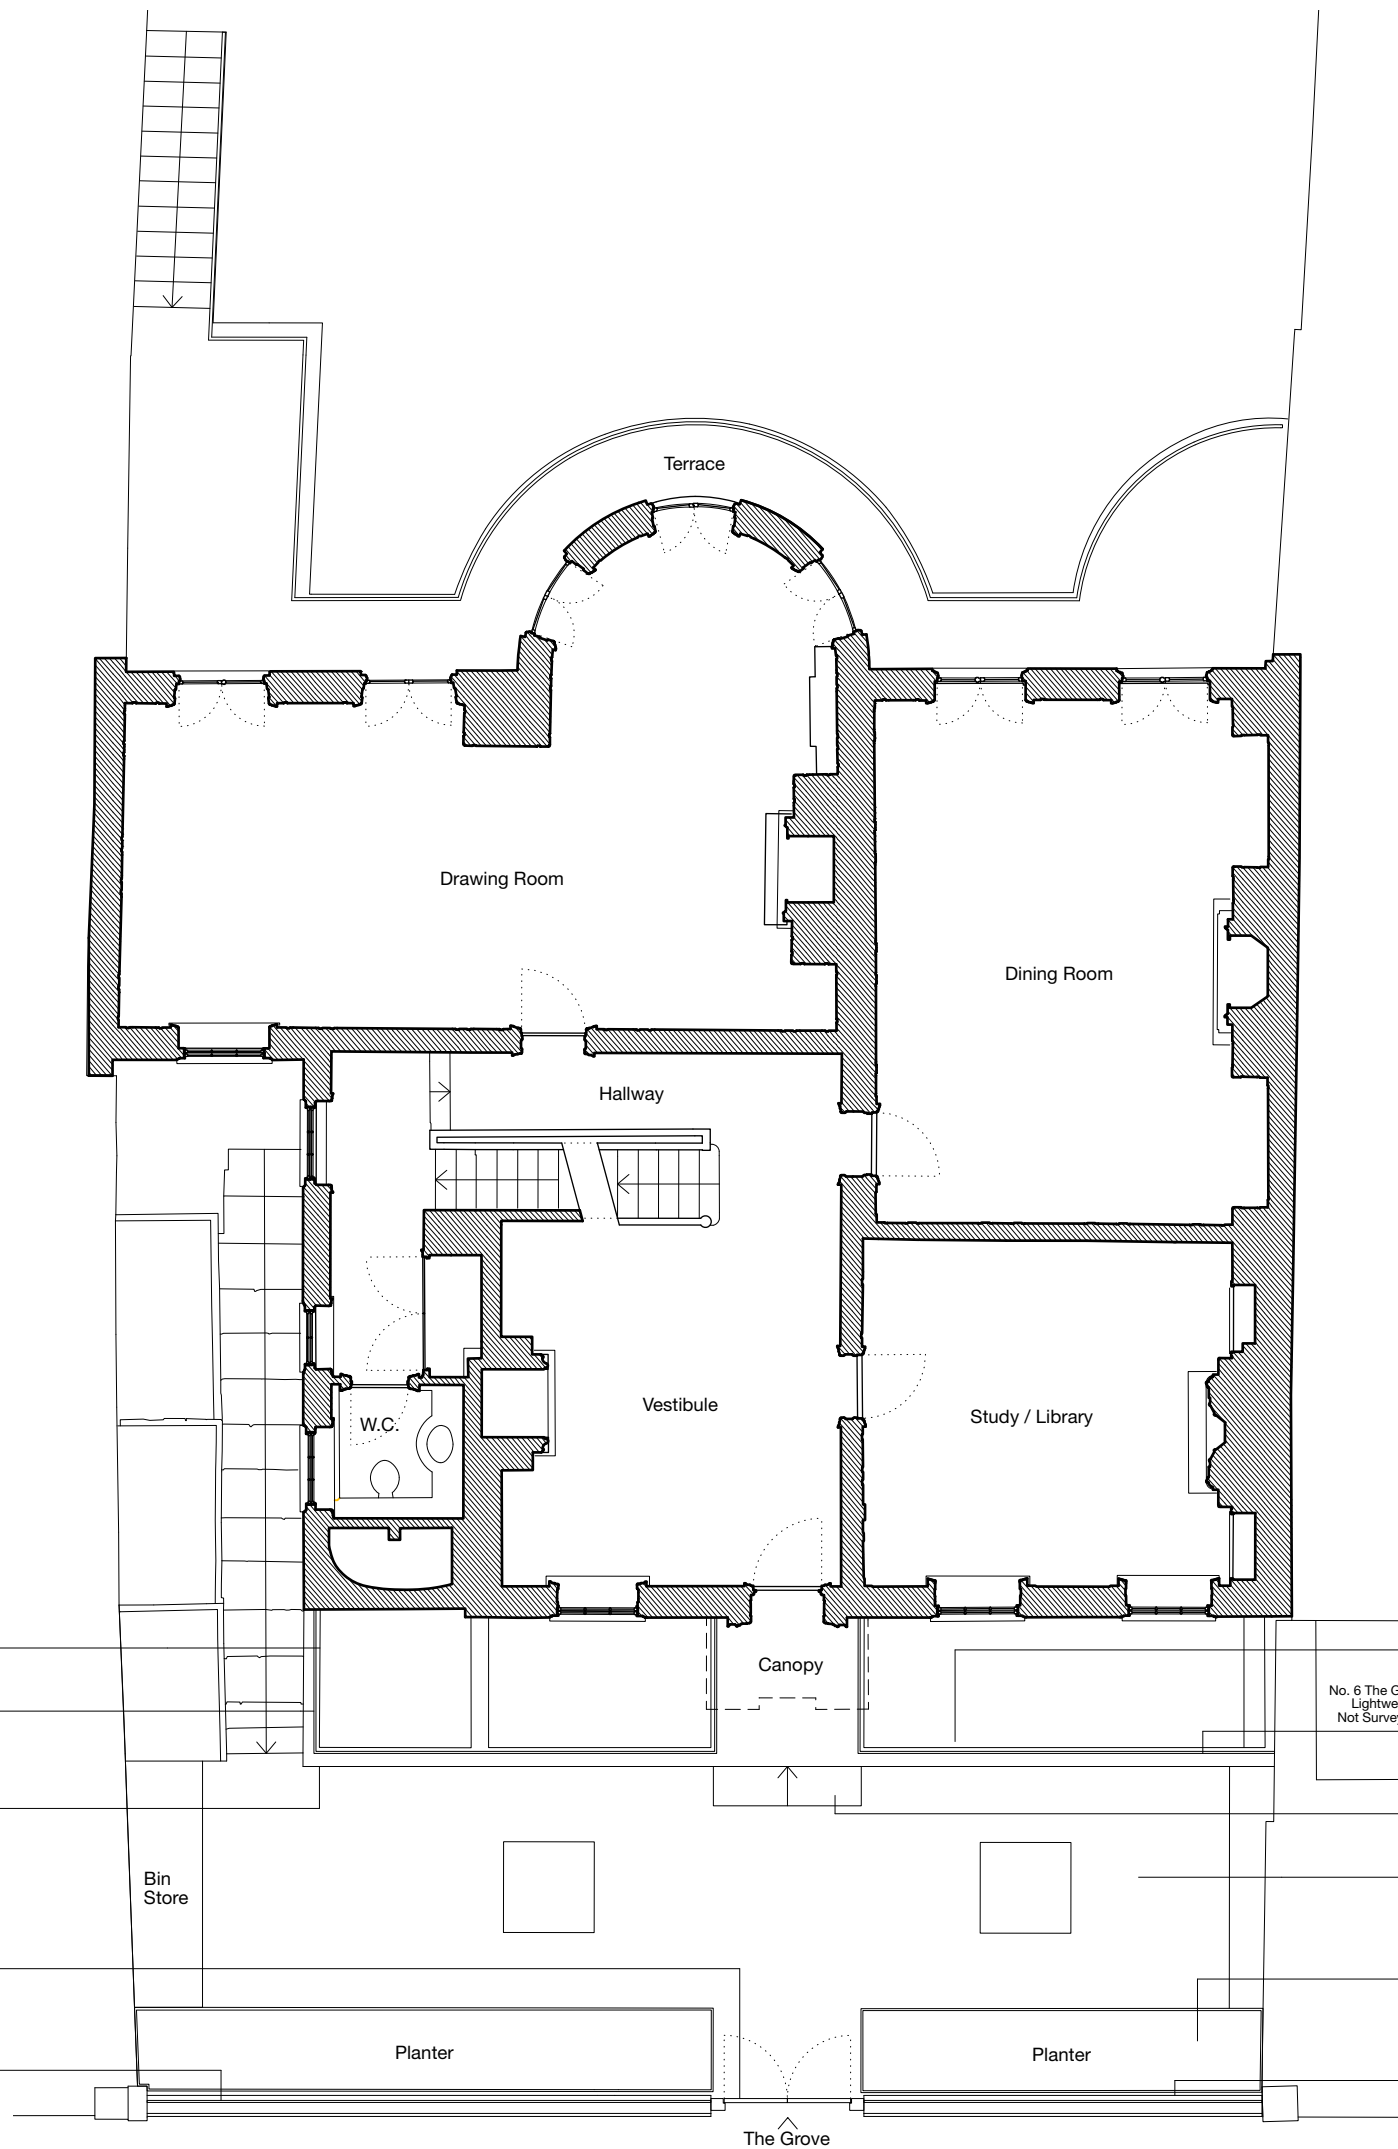 Terrace
Drawing Room
Dining Room
Hallway
Vestibule
Study / Library
W.C.
Canopy
No. 6 The G
Lightwe
Not Survey
Bin
Store
Planter
Planter
The Grove